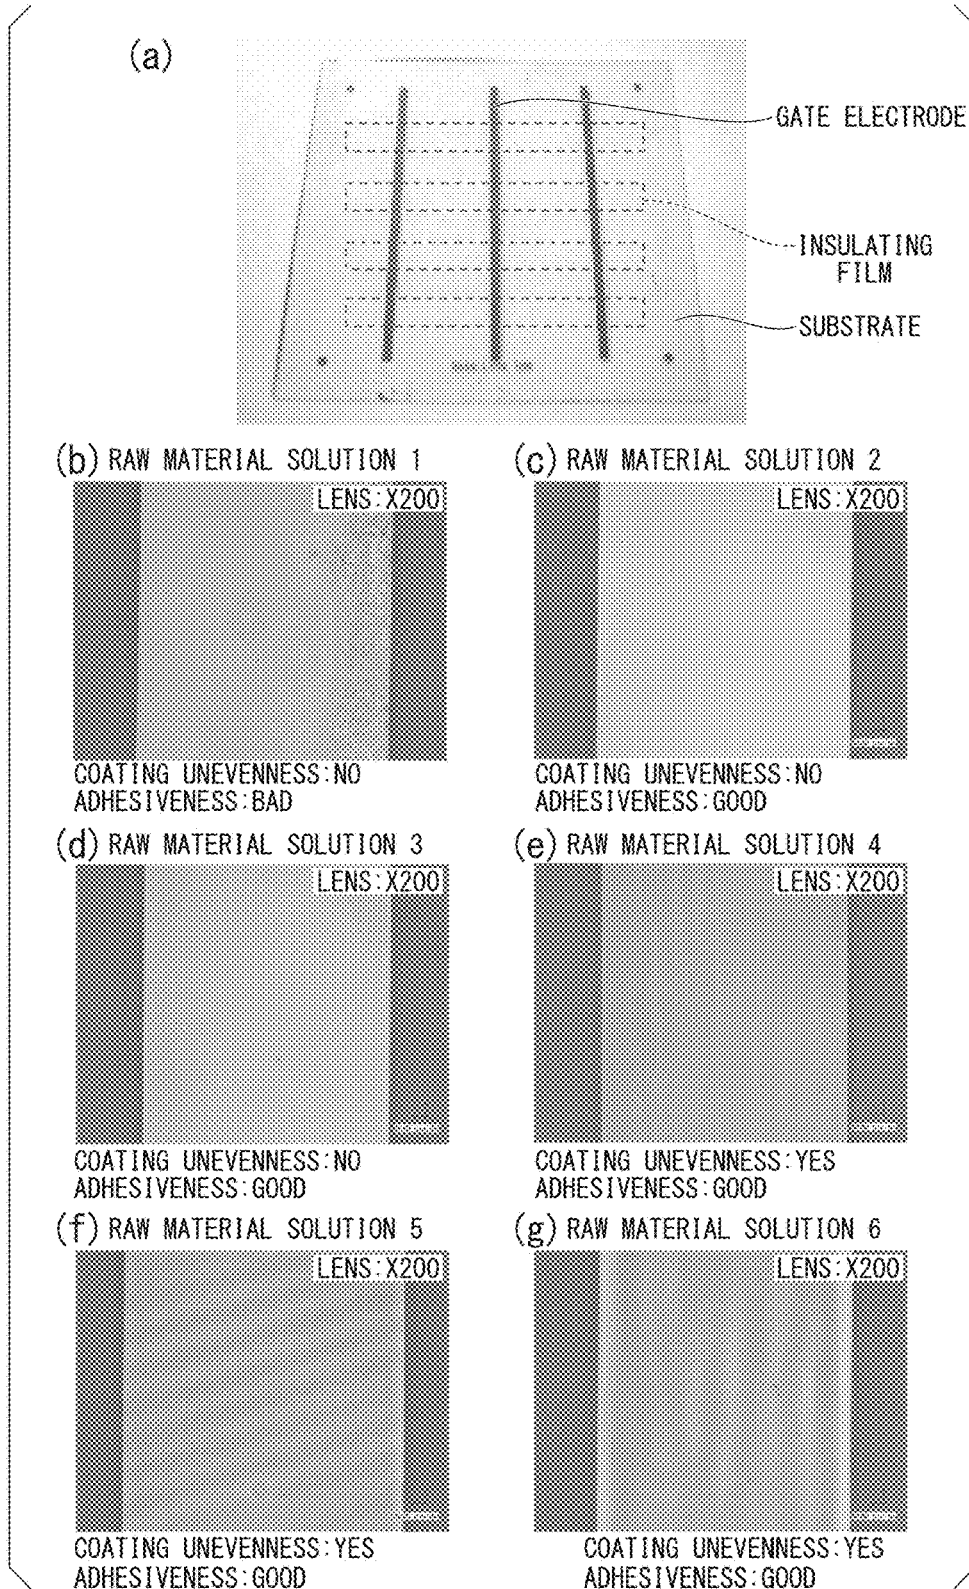 (a)
GATE ELECTRODE
INSULATING
FILM
SUBSTRATE
(b) RAW MATERIAL SOLUTION 1
LENS:X200
COATING UNEVENNESS:NO
ADHESIVENESS:BAD
(c) RAW MATERIAL SOLUTION 2
LENS:X200
COATING UNEVENNESS:NO
ADHESIVENESS:GOOD
(d) RAW MATERIAL SOLUTION 3
LENS:X200
COATING UNEVENNESS:NO
ADHESIVENESS:GOOD
(e) RAW MATERIAL SOLUTION 4
LENS:X200
COATING UNEVENNESS:YES
ADHESIVENESS:GOOD
(f) RAW MATERIAL SOLUTION 5
LENS:X200
COATING UNEVENNESS:YES
ADHESIVENESS:GOOD
(g) RAW MATERIAL SOLUTION 6
LENS:X200
COATING UNEVENNESS:YES
ADHESIVENESS:GOOD